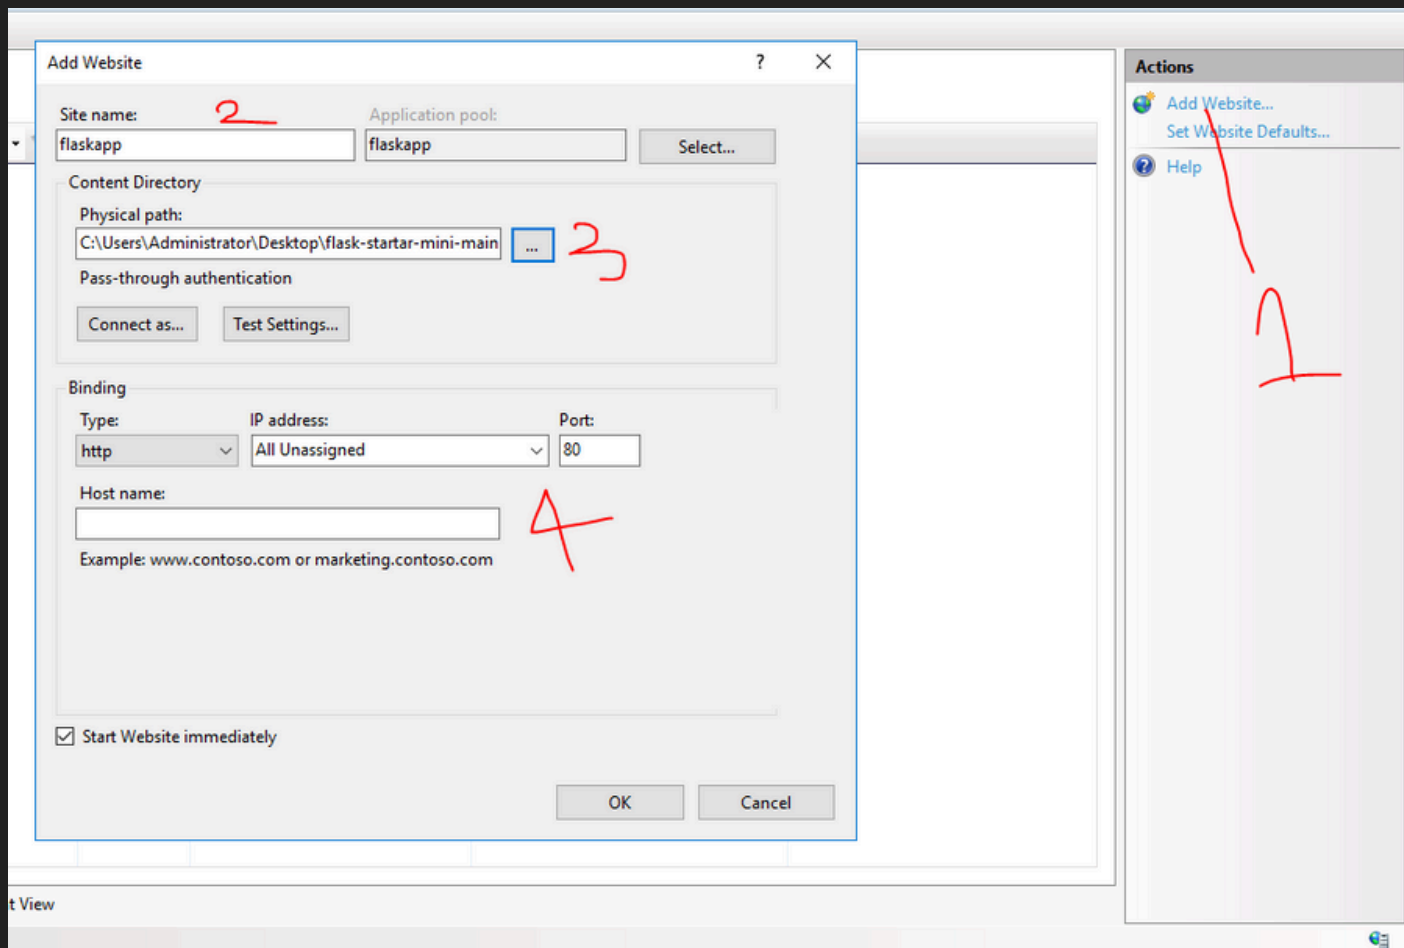 Add Website
?
Actions
Add Website...
Set Website Defaults...
Help
1
Site name:
2
Application pool:
flaskapp
flaskapp
Select...
Content Directory
Physical path:
C:\Users\Administrator\Desktop\flask-startar-mini-main
...
3
Pass-through authentication
Connect as...
Test Settings...
Binding
Type:
IP address:
Port:
http
All Unassigned
80
Host name:
4
Example: www.contoso.com or marketing.contoso.com
Start Website immediately
OK
Cancel
t View